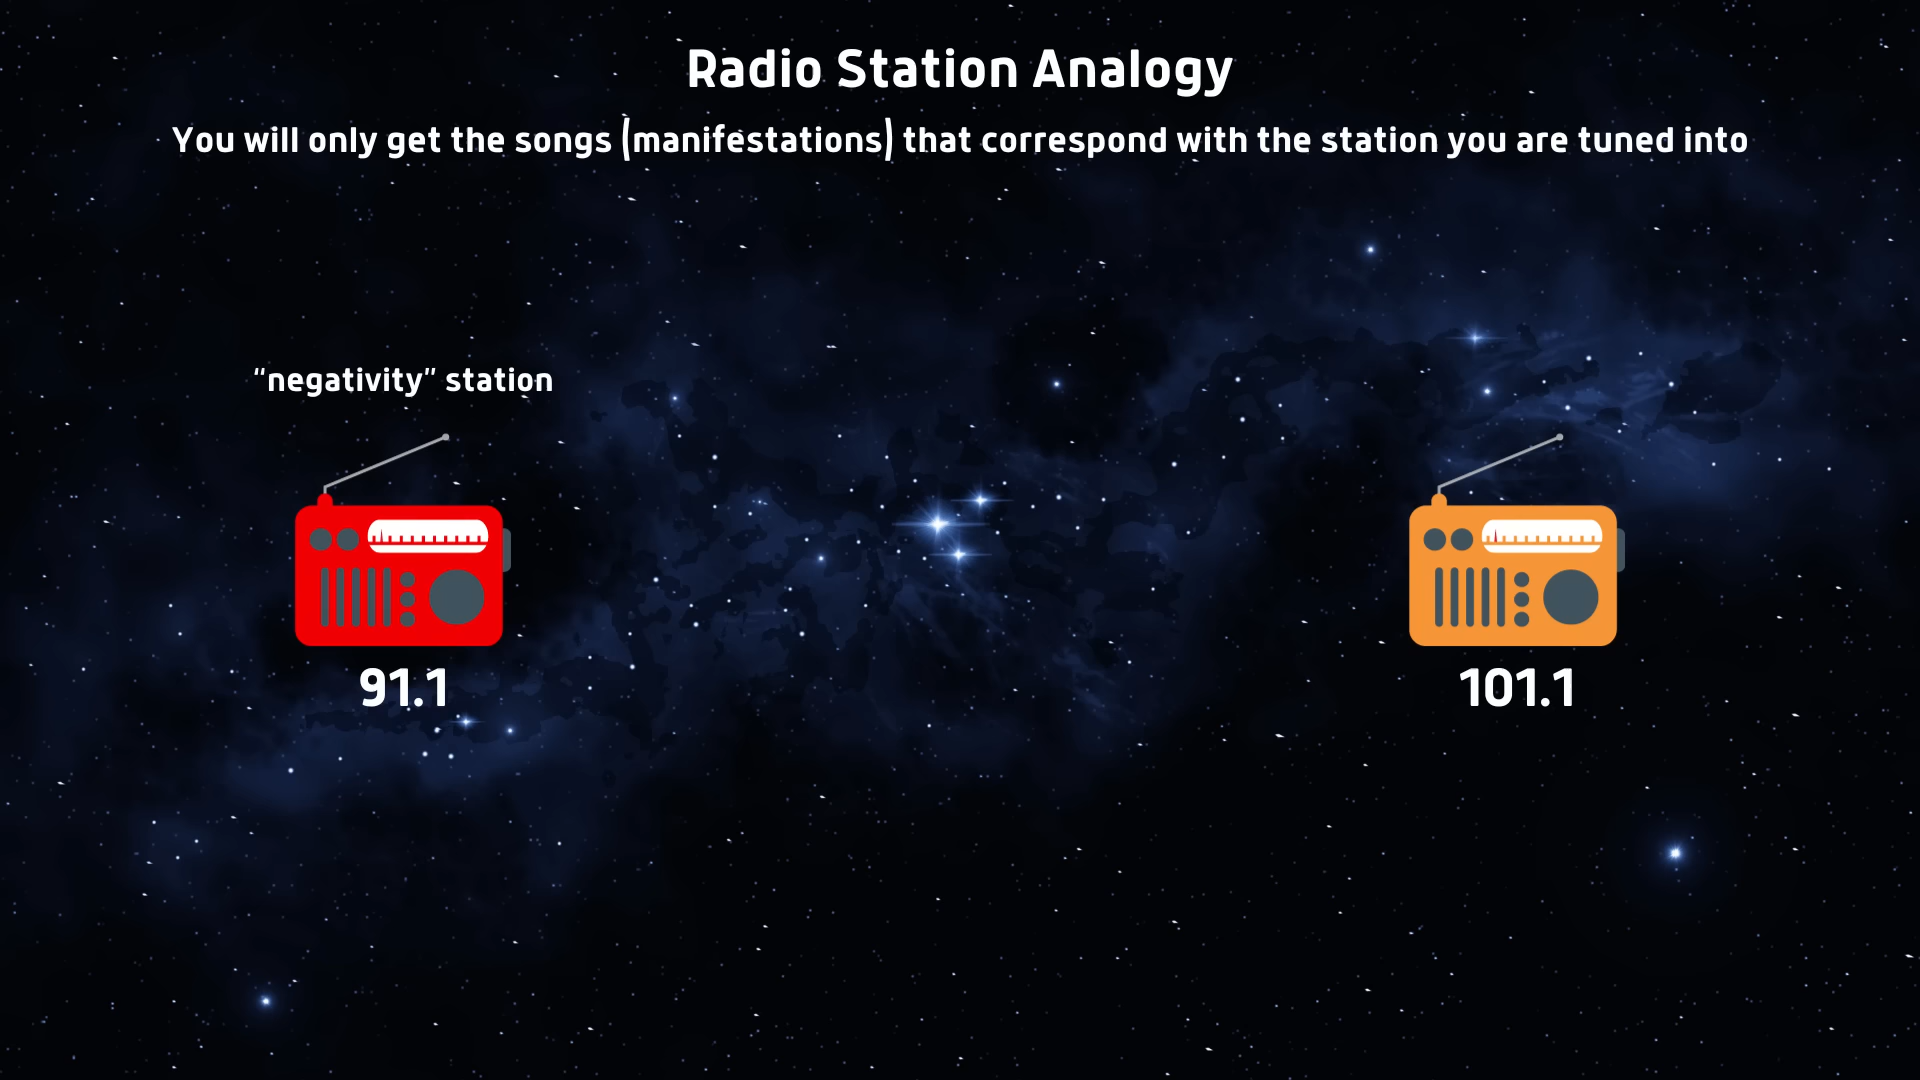 Radio Station Analogy
You will only get the songs (manifestations) that correspond with the station you are tuned into
“negativity” station
91.1
101.1